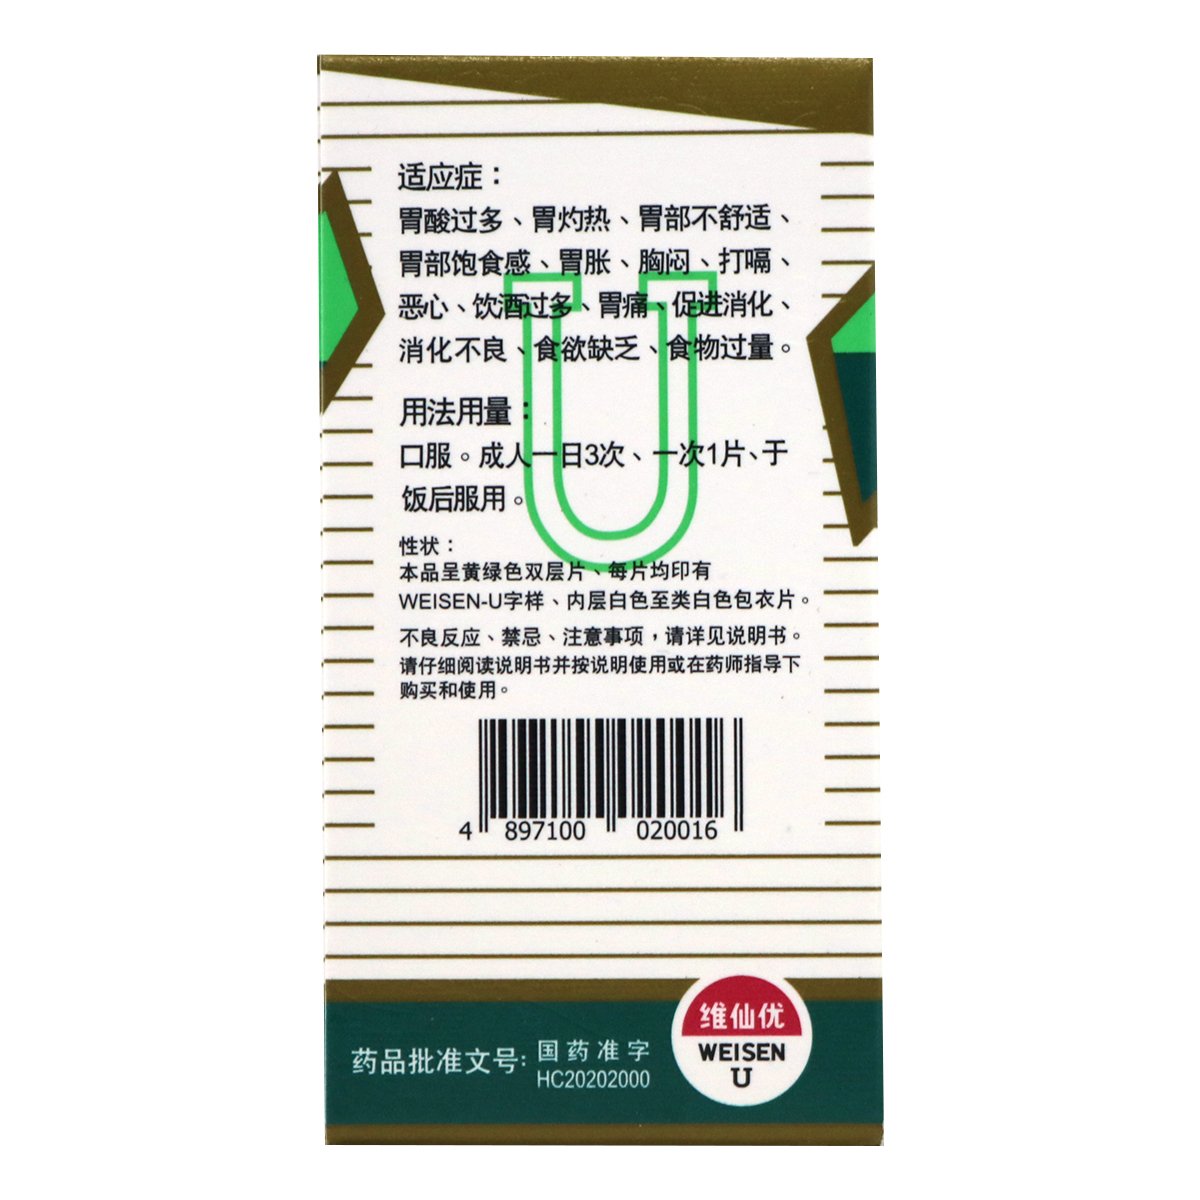 适应症：
胃酸过多、胃灼热、胃部不舒适、
胃部饱食感、胃胀、胸闷、打嗝、
恶心、饮酒过多、胃痛、促进消化、
消化不良、食欲缺乏、食物过量。
用法用量：
口服。成人一日3次、一次1片、于
饭后服用。
性状：
本品呈黄绿色双层片、每片均印有
WEISEN-U字样、内层白色至类白色包衣片。
不良反应、禁忌、注意事项，请详见说明书。
请仔细阅读说明书并按说明使用或在药师指导下
购买和使用。
4 897100 020016
药品批准文号：国药准字
HC20202000
维仙优
WEISEN
U
U